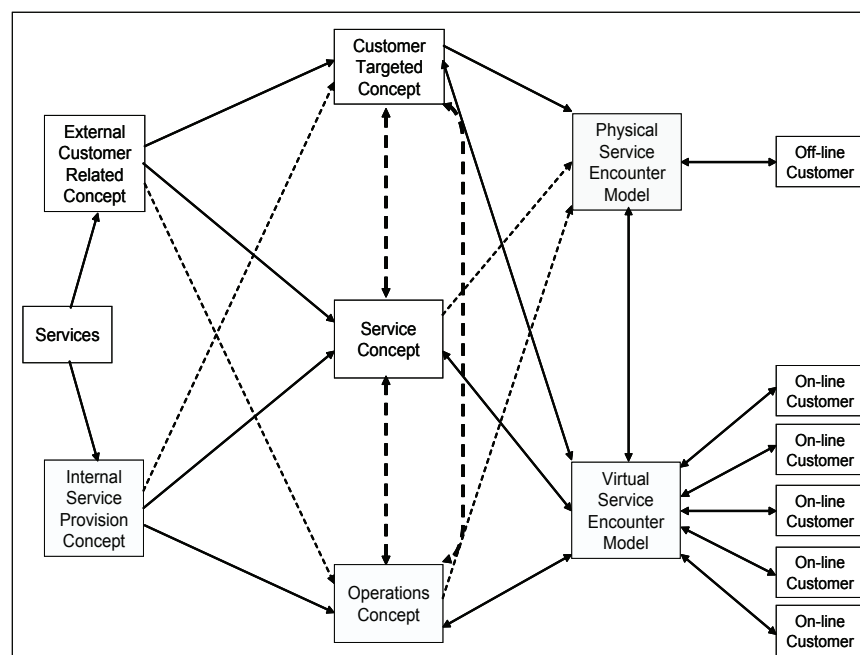 Customer
Targeted
Concept
External
Customer
Related
Concept
Physical
Service
Encounter
Model
Off-line
Customer
Services
Service
Concept
On-line
Customer
On-line
Customer
Internal
Service
Provision
Concept
Virtual
Service
Encounter
Model
On-line
Customer
On-line
Customer
Operations
Concept
On-line
Customer